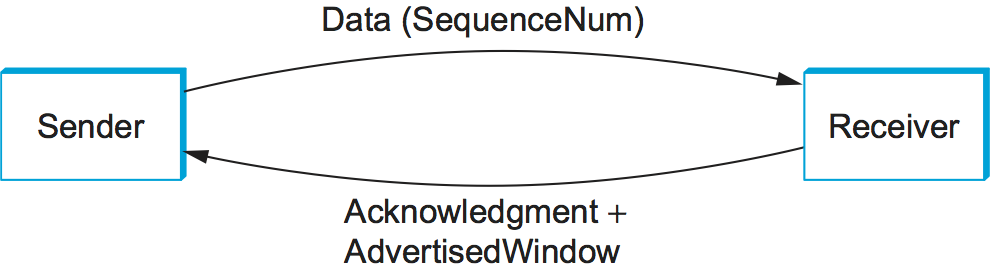 Data (SequenceNum)
Sender
Receiver
Acknowledgment +
AdvertisedWindow